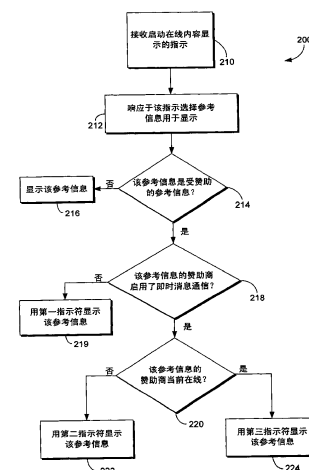 接收启动在线内容显
示的指示
210
200
响应于该指示选择参考
信息用于显示
212
该参考信息是受赞助
的参考信息？
214
否
显示该参考信息
216
是
该参考信息的赞助商
启用了即时消息通信？
218
否
用第一指示符显示
该参考信息
219
是
该参考信息的
赞助商当前在线？
220
否
是
用第二指示符显示
该参考信息
用第三指示符显示
该参考信息
224